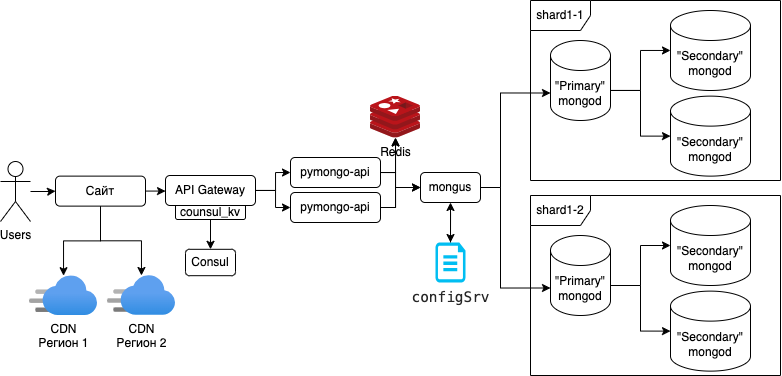 shard1-1
"Primary"
mongod
"Secondary"
mongod
"Secondary"
mongod
Redis
Users
Сайт
API Gateway
counsul_kv
Consul
pymongo-api
pymongo-api
mongus
configSrv
CDN
Регион 1
CDN
Регион 2
shard1-2
"Primary"
mongod
"Secondary"
mongod
"Secondary"
mongod